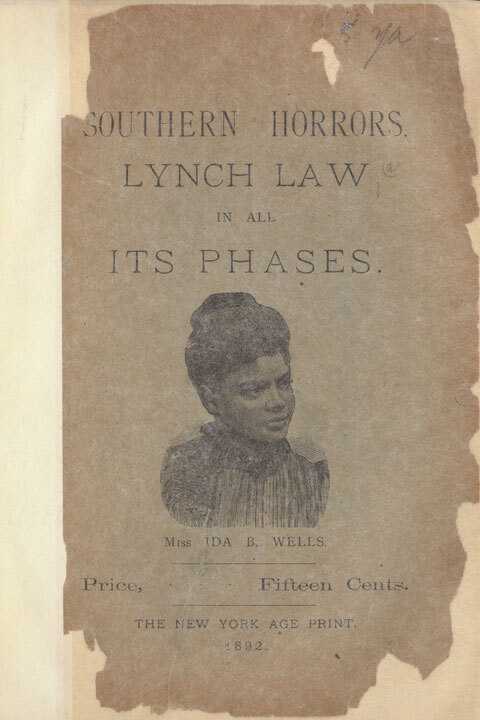 SOUTHERN HORRORS.
LYNCH LAW
IN ALL
ITS PHASES.
Miss IDA B. WELLS.
Price, Fifteen Cents.
THE NEW YORK AGE PRINT.
1892.